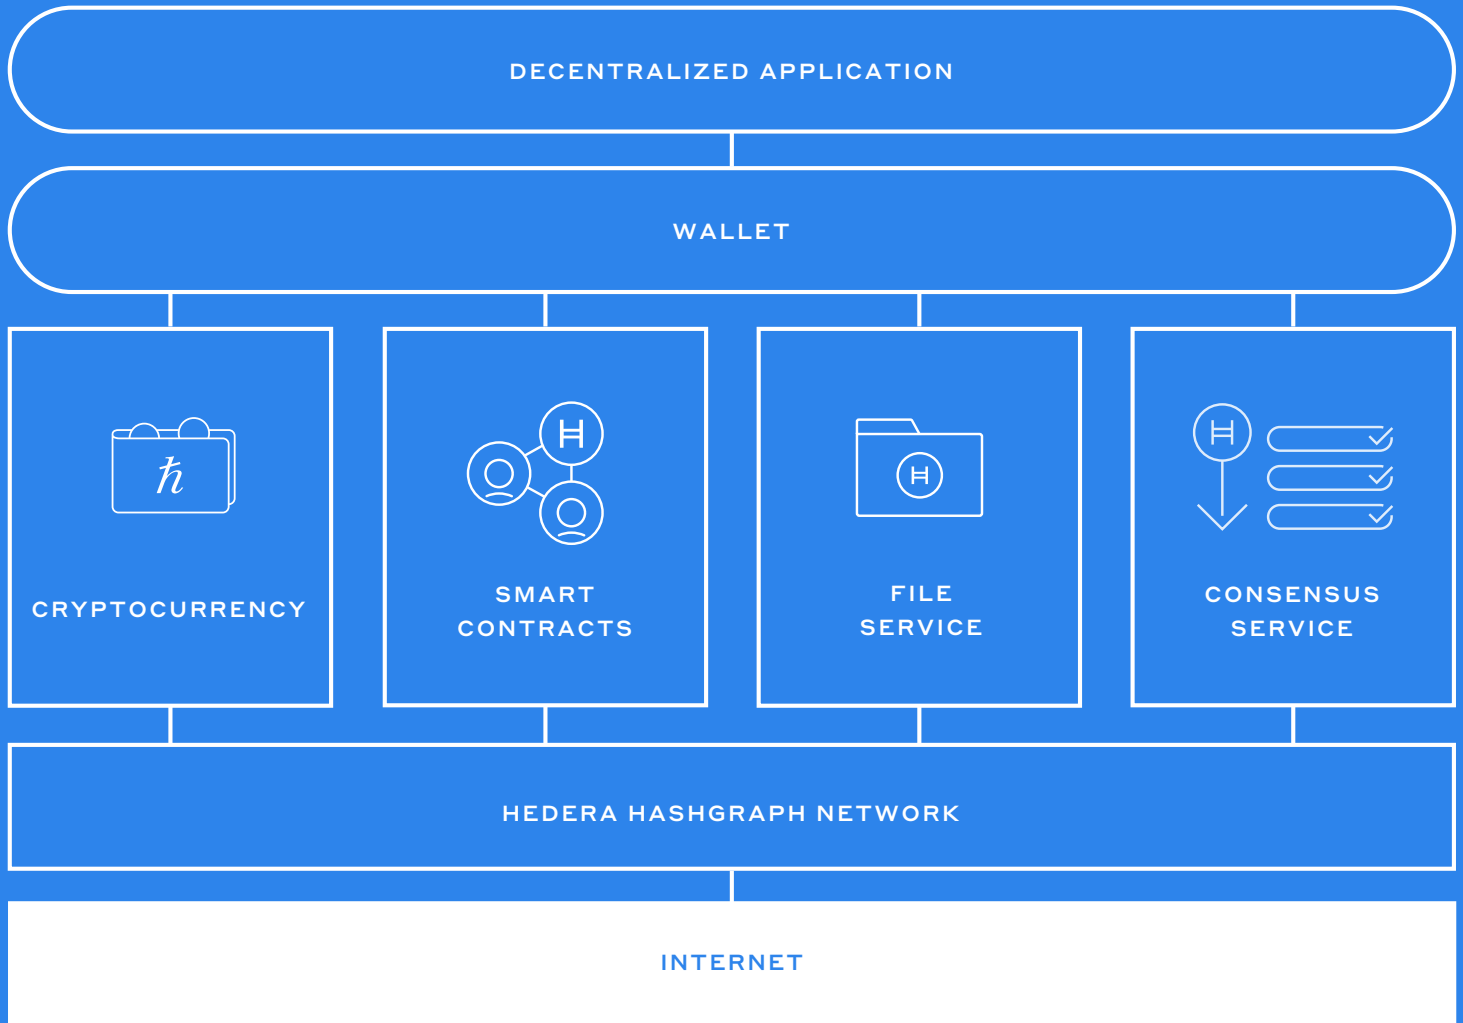 DECENTRALIZED APPLICATION
WALLET
ℏ
CRYPTOCURRENCY
SMART
CONTRACTS
FILE
SERVICE
CONSENSUS
SERVICE
HEDERA HASHGRAPH NETWORK
INTERNET